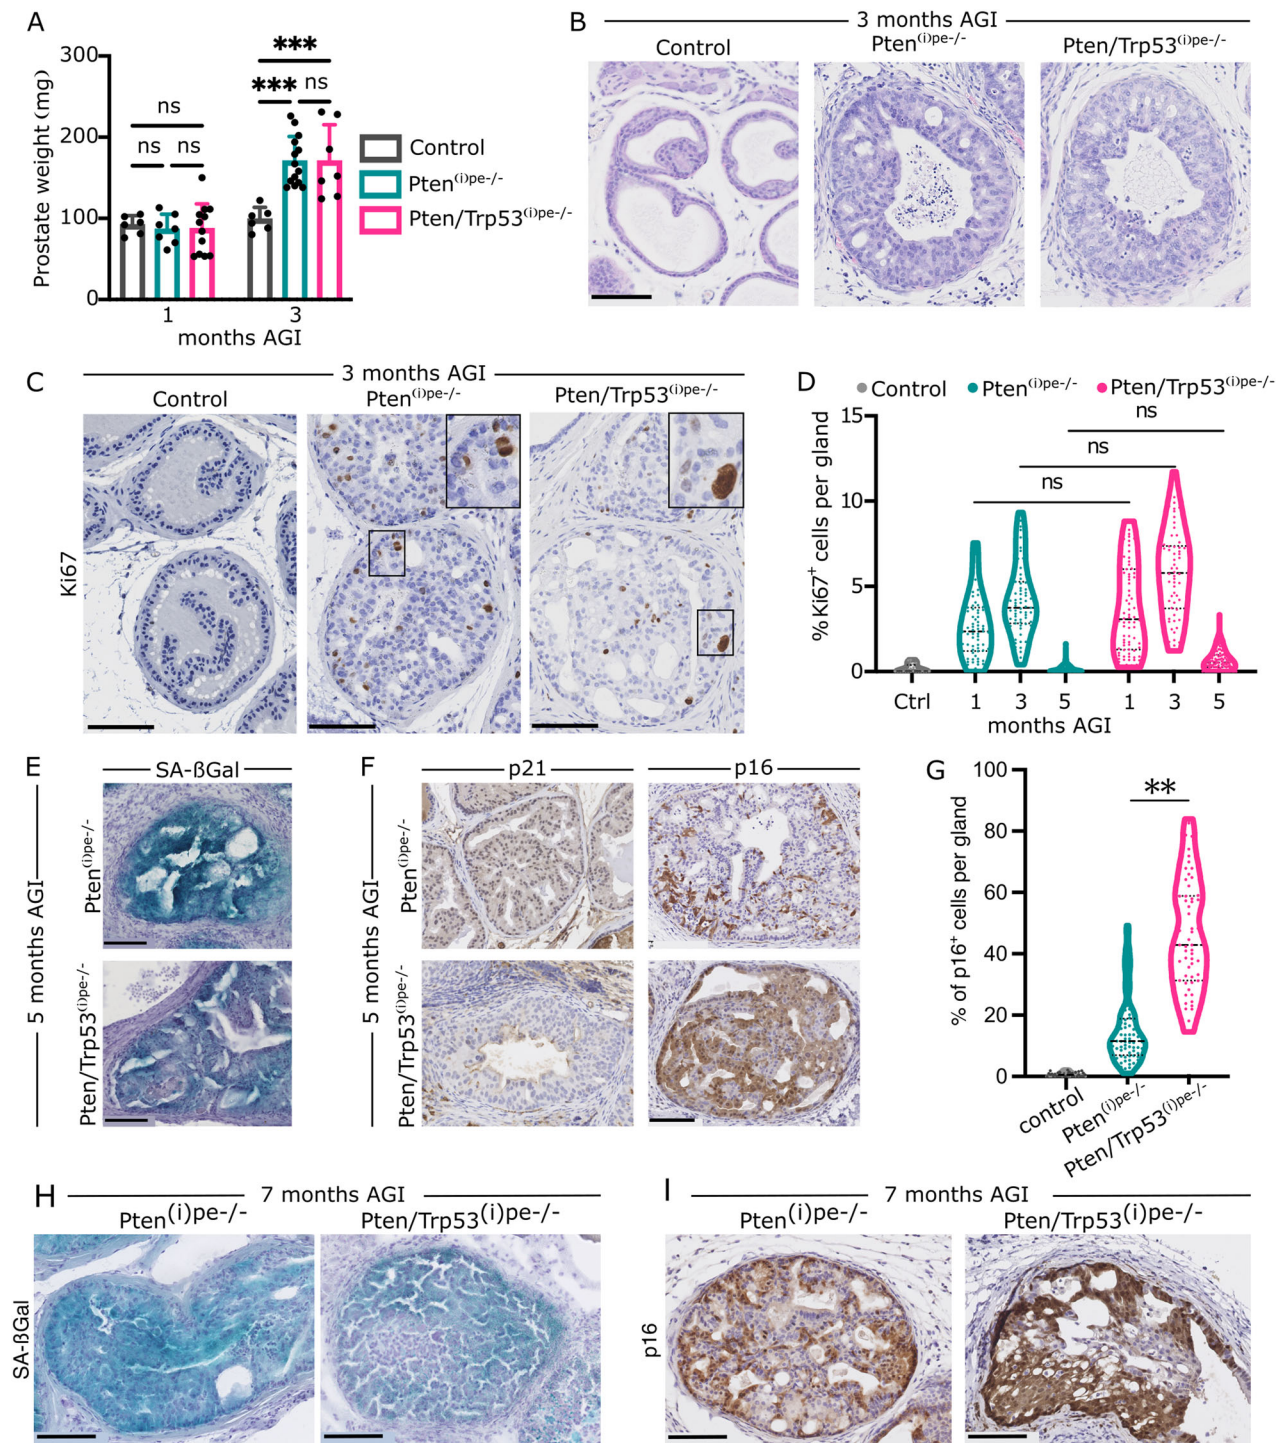 A
300
200
100
0
Prostate weight (mg)
ns
ns
ns
***
***
ns
1
3
months AGI
Control
Pten(i)pe-/-
Pten/Trp53(i)pe-/-
B
3 months AGI
Control
Pten(i)pe-/-
Pten/Trp53(i)pe-/-
C
3 months AGI
Control
Pten(i)pe-/-
Pten/Trp53(i)pe-/-
Ki67
D
Control
Pten(i)pe-/-
Pten/Trp53(i)pe-/-
15
10
5
0
%Ki67+ cells per gland
ns
ns
ns
Ctrl
1
3
5
1
3
5
months AGI
E
SA-ßGal
5 months AGI
Pten(i)pe-/-
Pten/Trp53(i)pe-/-
F
p21
p16
5 months AGI
Pten(i)pe-/-
Pten/Trp53(i)pe-/-
G
100
80
60
40
20
0
% of p16+ cells per gland
**
control
Pten(i)pe-/-
Pten/Trp53(i)pe-/-
H
7 months AGI
Pten(i)pe-/-
Pten/Trp53(i)pe-/-
SA-ßGal
I
7 months AGI
Pten(i)pe-/-
Pten/Trp53(i)pe-/-
p16